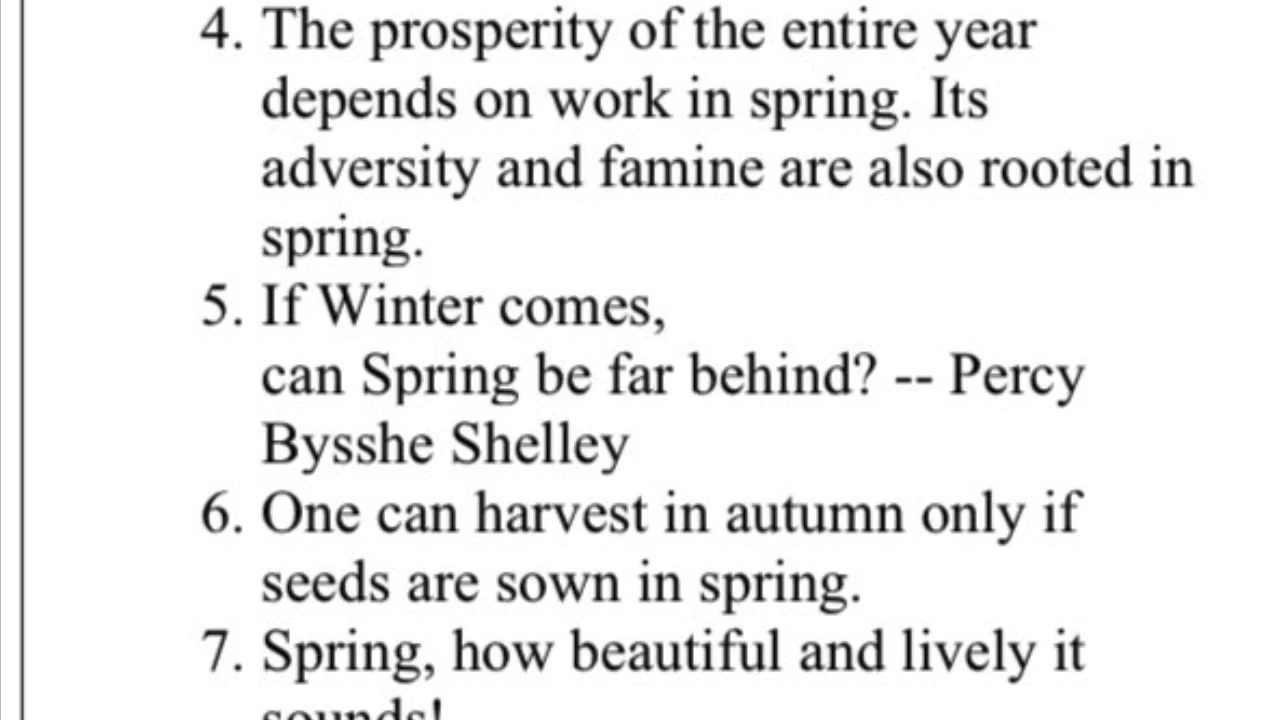 4. The prosperity of the entire year
depends on work in spring. Its
adversity and famine are also rooted in
spring.
5. If Winter comes,
can Spring be far behind? -- Percy
Bysshe Shelley
6. One can harvest in autumn only if
seeds are sown in spring.
7. Spring, how beautiful and lively it
sounds!